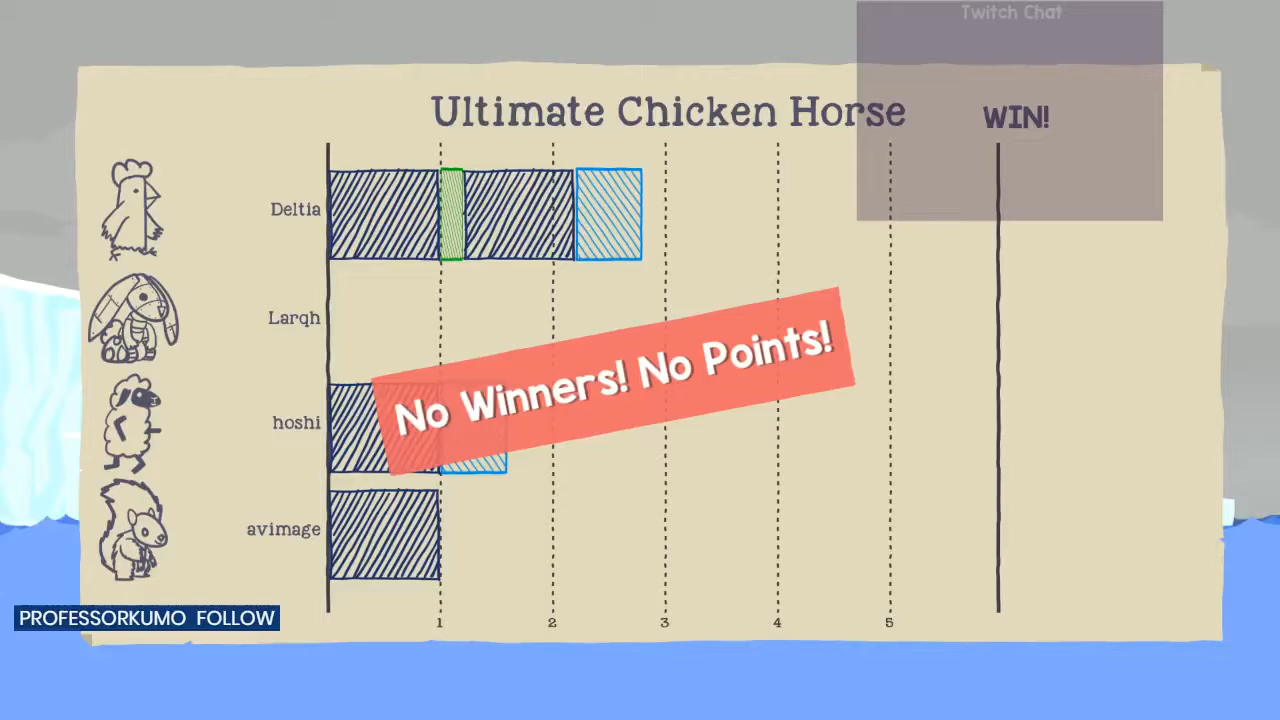 Twitch Chat
Ultimate Chicken Horse
WIN!
Deltia
Larqh
No Winners! No Points!
hoshi
avimage
PROFESSORKUMO FOLLOW
1 2 3 4 5